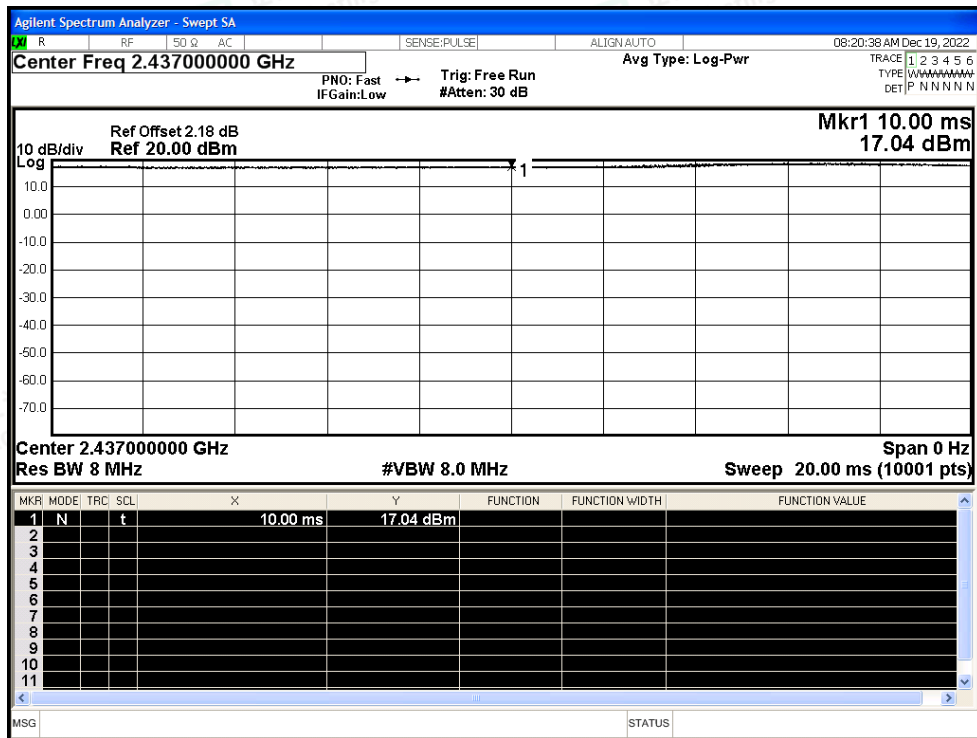 Agilent Spectrum Analyzer - Swept SA
LXI R RF 50 Ω AC SENSE:PULSE ALIGN AUTO 08:20:38 AM Dec 19, 2022
Center Freq 2.437000000 GHz
PNO: Fast
IFGain:Low
Trig: Free Run
#Atten: 30 dB
Avg Type: Log-Pwr
TRACE 1 2 3 4 5 6
TYPE WWWWWW
DET P N N N N N
Ref Offset 2.18 dB
10 dB/div Ref 20.00 dBm
Log
Mkr1 10.00 ms
17.04 dBm
1
10.0
0.00
-10.0
-20.0
-30.0
-40.0
-50.0
-60.0
-70.0
Center 2.437000000 GHz Span 0 Hz
Res BW 8 MHz #VBW 8.0 MHz Sweep 20.00 ms (10001 pts)
MKR MODE TRC SCL X Y FUNCTION FUNCTION WIDTH FUNCTION VALUE
1 N t 10.00 ms 17.04 dBm
2
3
4
5
6
7
8
9
10
11
MSG STATUS